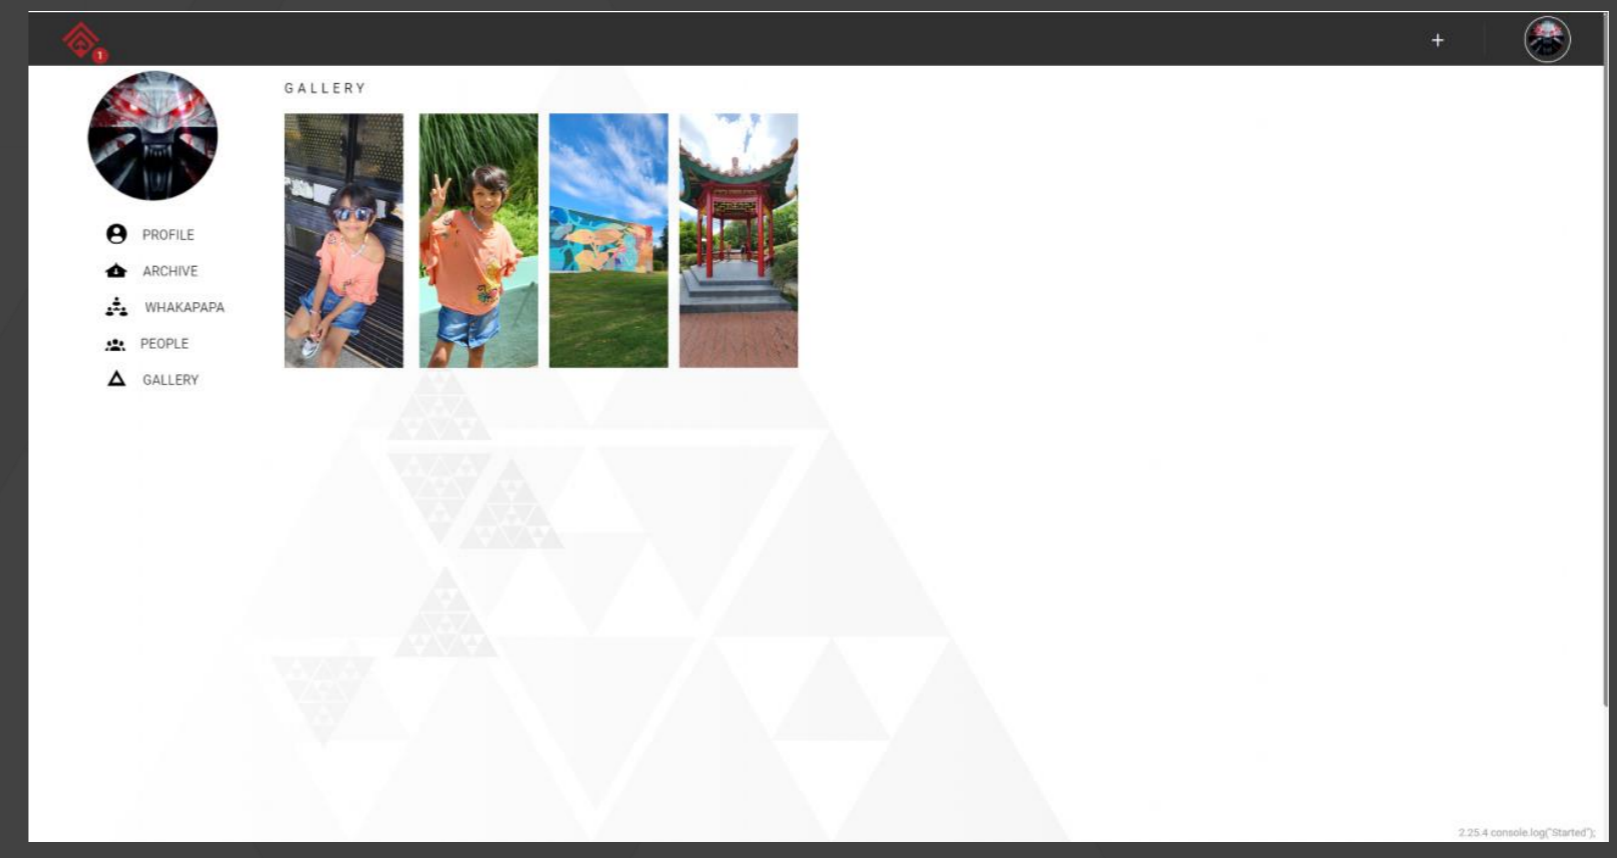 1
+
GALLERY
PROFILE
ARCHIVE
WHAKAPAPA
PEOPLE
GALLERY
2.25.4 console.log("Started");